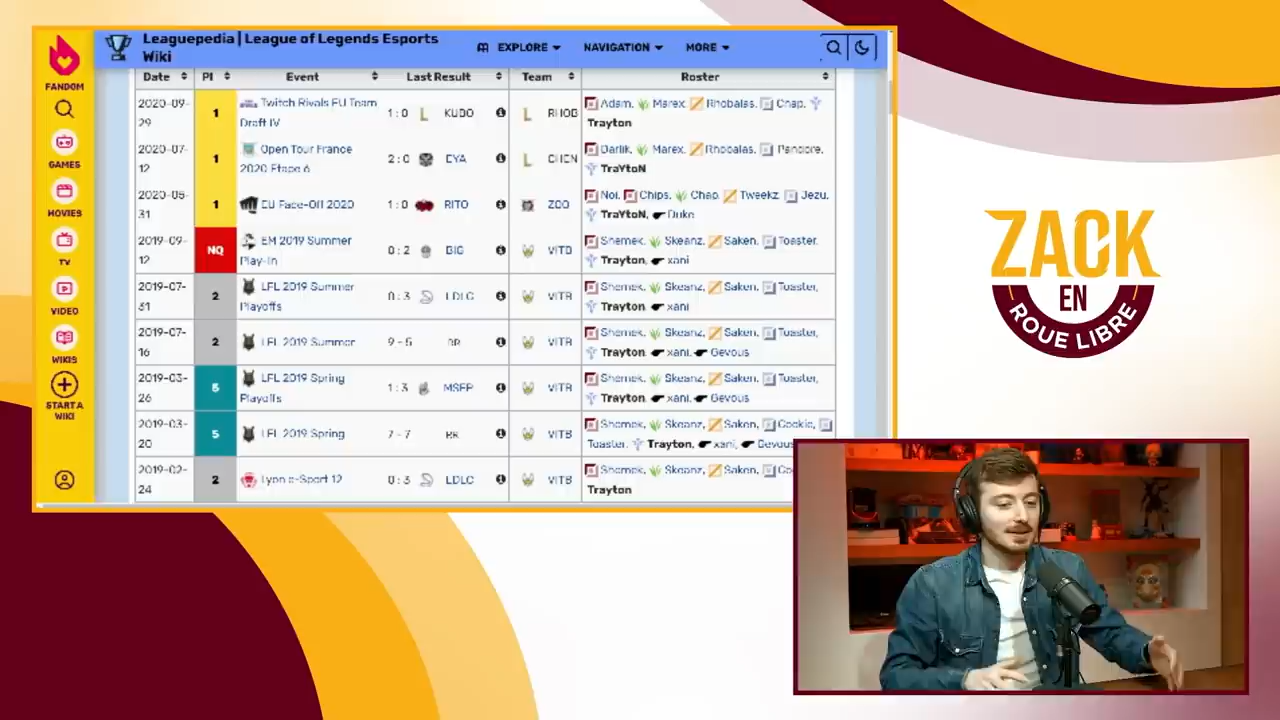 Leaguepedia | League of Legends Esports
Wiki
EXPLORE NAVIGATION MORE
FANDOM
GAMES
MOVIES
TV
VIDEO
WIKIS
START A
WIKI
Date Pl Event Last Result Team Roster
2020-09-29 1 Twitch Rivals EU Team Draft IV 1 : 0 KUDO Adam, Marex, Rhobalas, Chap, Trayton
2020-07-12 1 Open Tour France 2020 Etape 6 2 : 0 Darlik, Marex, Rhobalas, Pandore, TraYtoN
2020-05-31 1 EU Face-Off 2020 1 : 0 RITO ZOO Noi, Chips, Chap, Tweekz, Jezu, TraYtoN, Duke
2019-09-12 NQ EM 2019 Summer Play-In 0 : 2 BIG VITB Shemek, Skeanz, Saken, Toaster, Trayton, xani
2019-07-31 2 LFL 2019 Summer Playoffs 0 : 3 LDLC VITB Shemek, Skeanz, Saken, Toaster, Trayton, xani
2019-07-16 2 LFL 2019 Summer 9 - 5 RR VITB Shemek, Skeanz, Saken, Toaster, Trayton, xani, Gevous
2019-03-26 5 LFL 2019 Spring Playoffs 1 : 3 MSFP VITB Shemek, Skeanz, Saken, Toaster, Trayton, xani, Gevous
2019-03-20 5 LFL 2019 Spring 7 - 7 RR VITB Shemek, Skeanz, Saken, Cookie, Toaster, Trayton, xani, Gevous
2019-02-24 2 Lyon e-Sport 12 0 : 3 LDLC VITB Shemek, Skeanz, Saken, Trayton
ZACK
EN
ROUE LIBRE